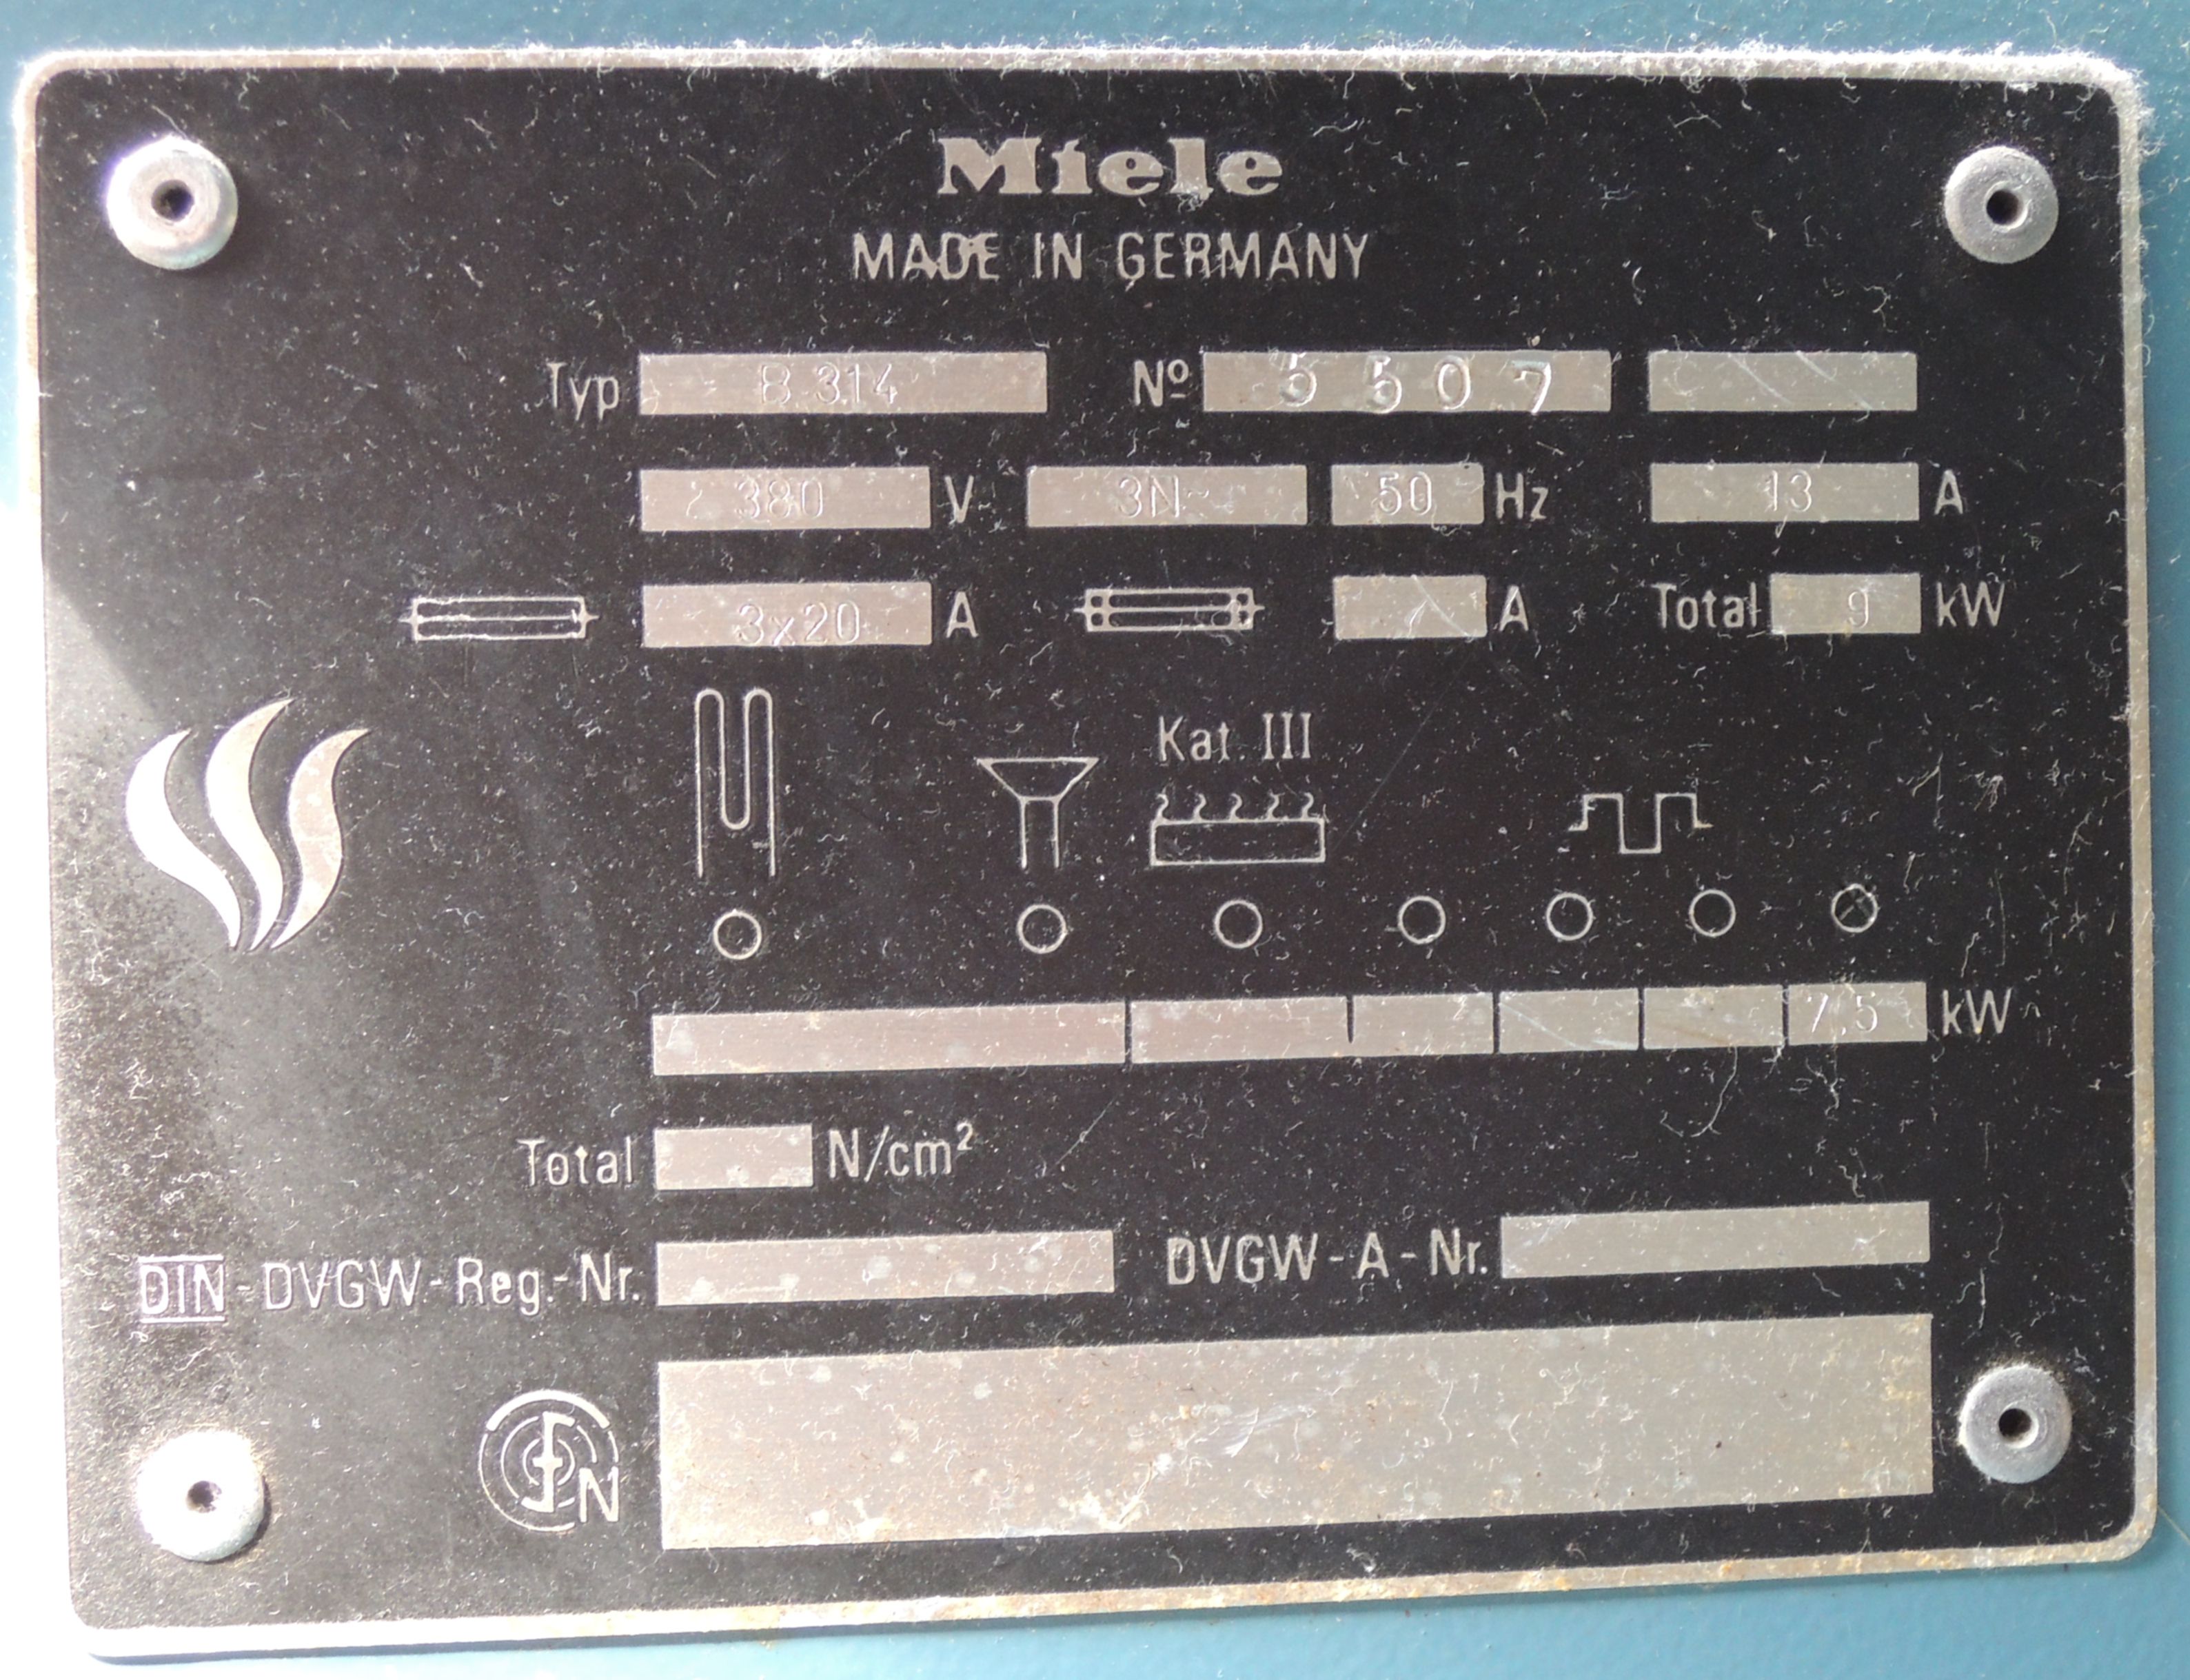 Miele
MADE IN GERMANY
Typ B 314 Nº 5507
380 V 3N~ 50 Hz 13 A
3x20 A A Total 9 kW
Kat. III
7,5 kW
Total N/cm²
DIN-DVGW-Reg.-Nr. DVGW-A-Nr.
N